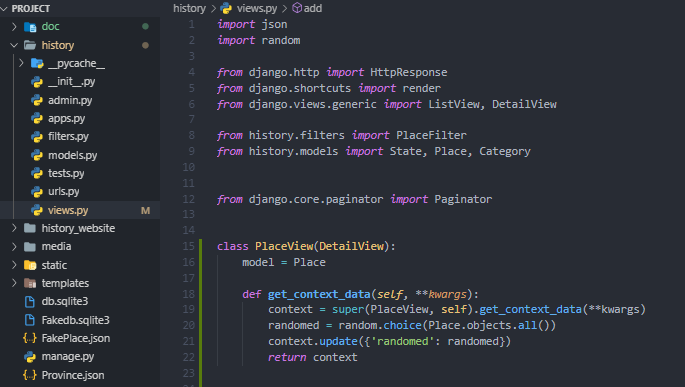 PROJECT
doc
history
__pycache__
__init__.py
admin.py
apps.py
filters.py
models.py
tests.py
urls.py
views.py M
history_website
media
static
templates
db.sqlite3
Fakedb.sqlite3
FakePlace.json
manage.py
Province.json
history > views.py > add
1 import json
2 import random
3
4 from django.http import HttpResponse
5 from django.shortcuts import render
6 from django.views.generic import ListView, DetailView
7
8 from history.filters import PlaceFilter
9 from history.models import State, Place, Category
10
11
12 from django.core.paginator import Paginator
13
14
15 class PlaceView(DetailView):
16     model = Place
17
18     def get_context_data(self, **kwargs):
19         context = super(PlaceView, self).get_context_data(**kwargs)
20         randomed = random.choice(Place.objects.all())
21         context.update({'randomed': randomed})
22         return context
23